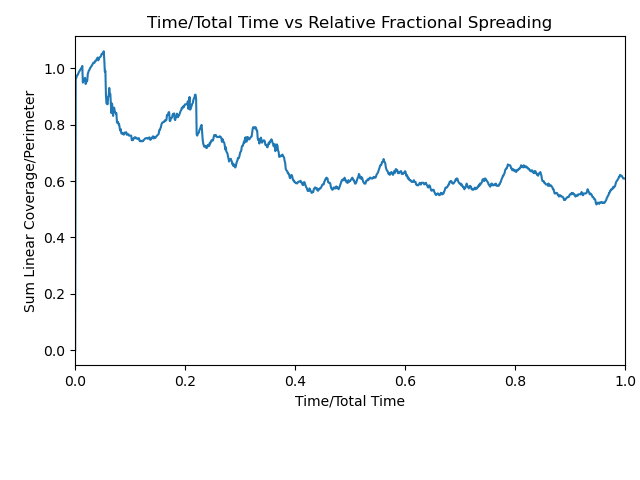 Time/Total Time vs Relative Fractional Spreading
Sum Linear Coverage/Perimeter
1.0
0.8
0.6
0.4
0.2
0.0
0.0 0.2 0.4 0.6 0.8 1.0
Time/Total Time